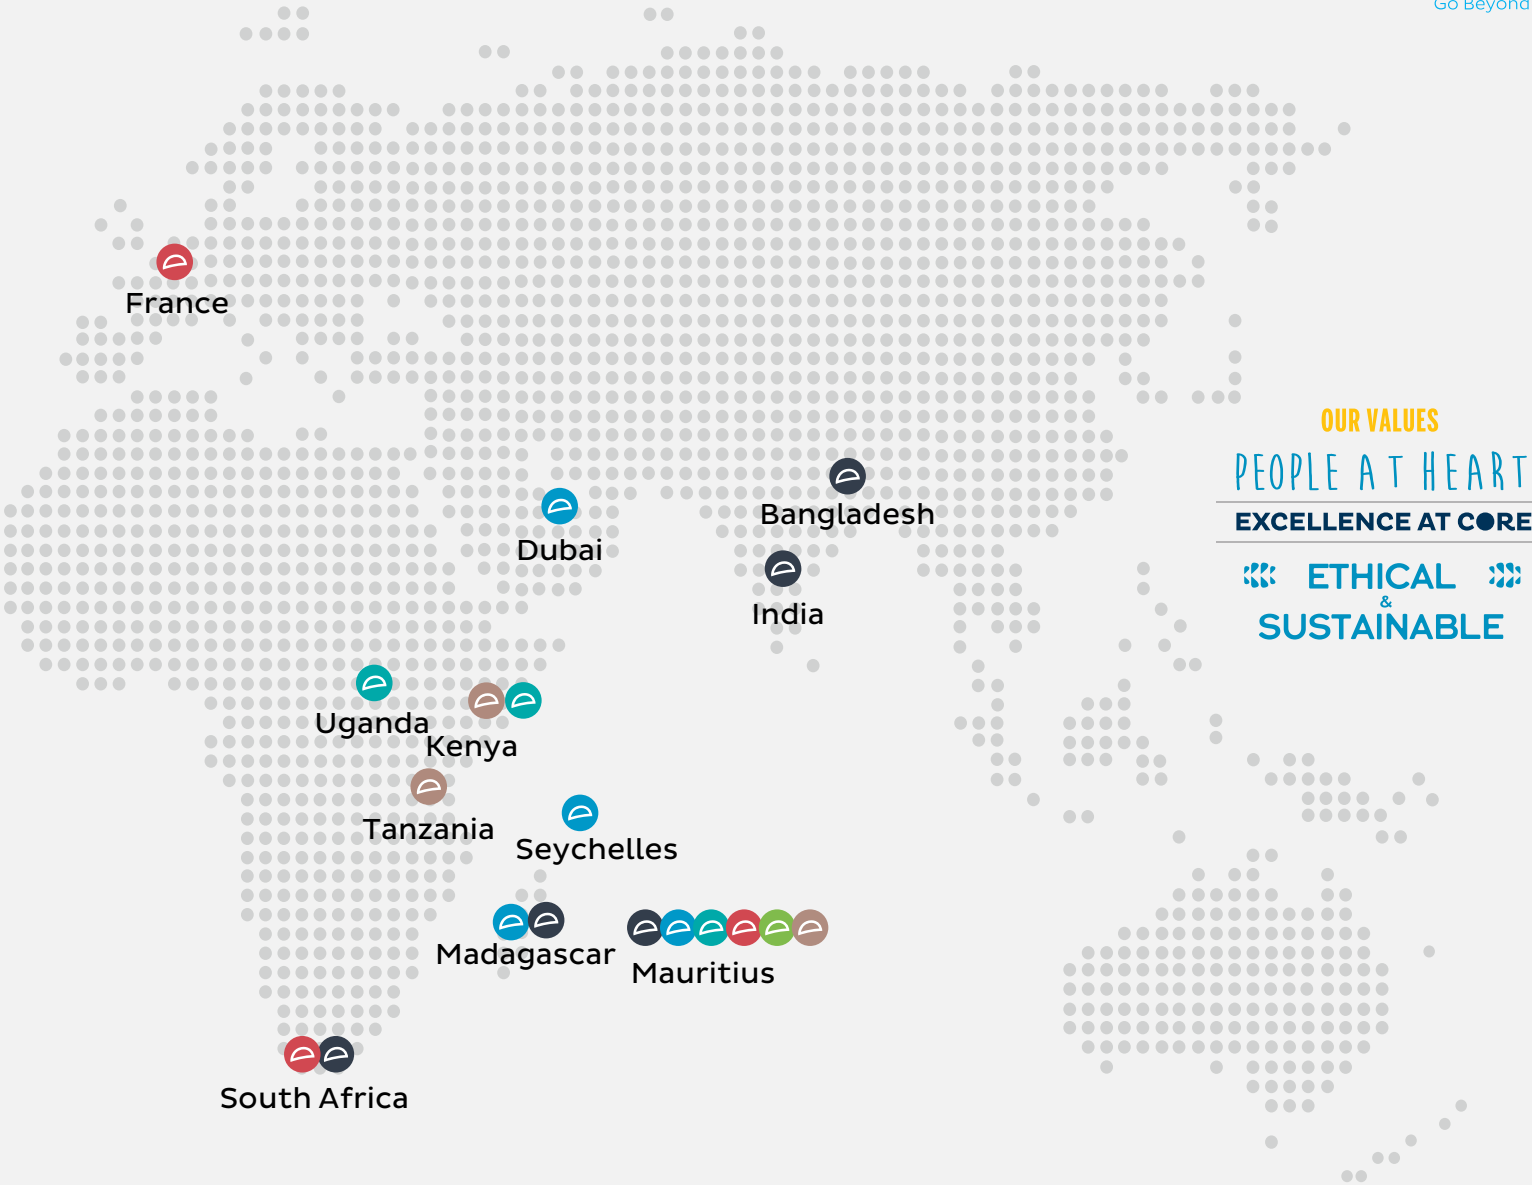 Go Beyond
France
OUR VALUES
PEOPLE AT HEART
EXCELLENCE AT CORE
ETHICAL
&
SUSTAINABLE
Bangladesh
Dubai
India
Uganda
Kenya
Tanzania
Seychelles
Madagascar
Mauritius
South Africa